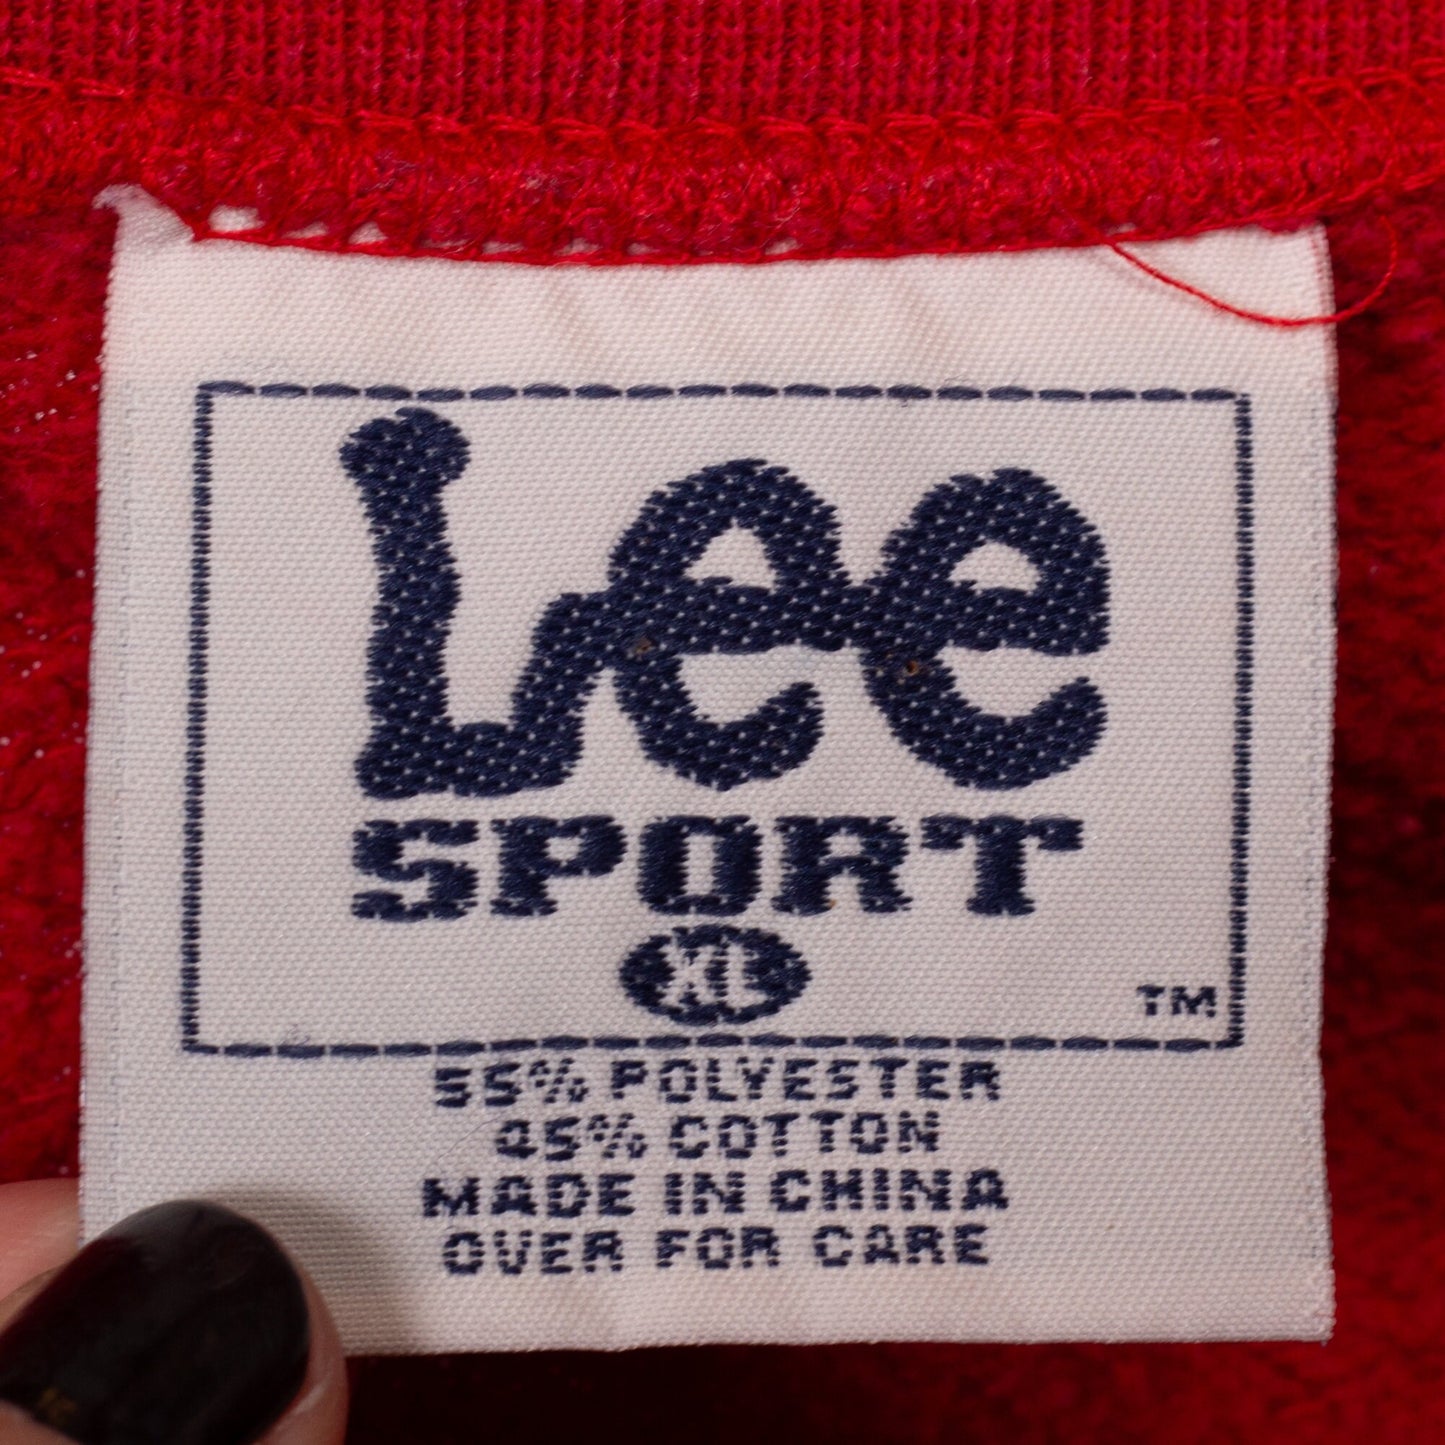 Lee
SPORT
XL
TM
55% POLYESTER
45% COTTON
MADE IN CHINA
OVER FOR CARE